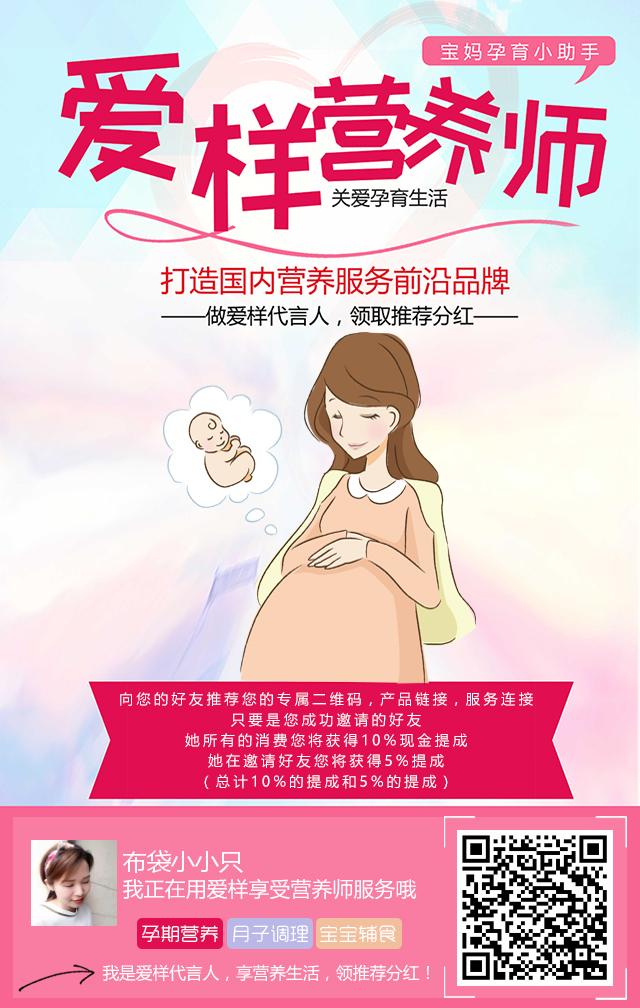 宝妈孕育小助手
爱样营养师
关爱孕育生活
打造国内营养服务前沿品牌
——做爱样代言人，领取推荐分红——
向您的好友推荐您的专属二维码，产品链接，服务连接
只要是您成功邀请的好友
她所有的消费您将获得10%现金提成
她在邀请好友您将获得5%提成
（总计10%的提成和5%的提成）
布袋小小只
我正在用爱样享受营养师服务哦
孕期营养 月子调理 宝宝辅食
我是爱样代言人，享营养生活，领推荐分红！